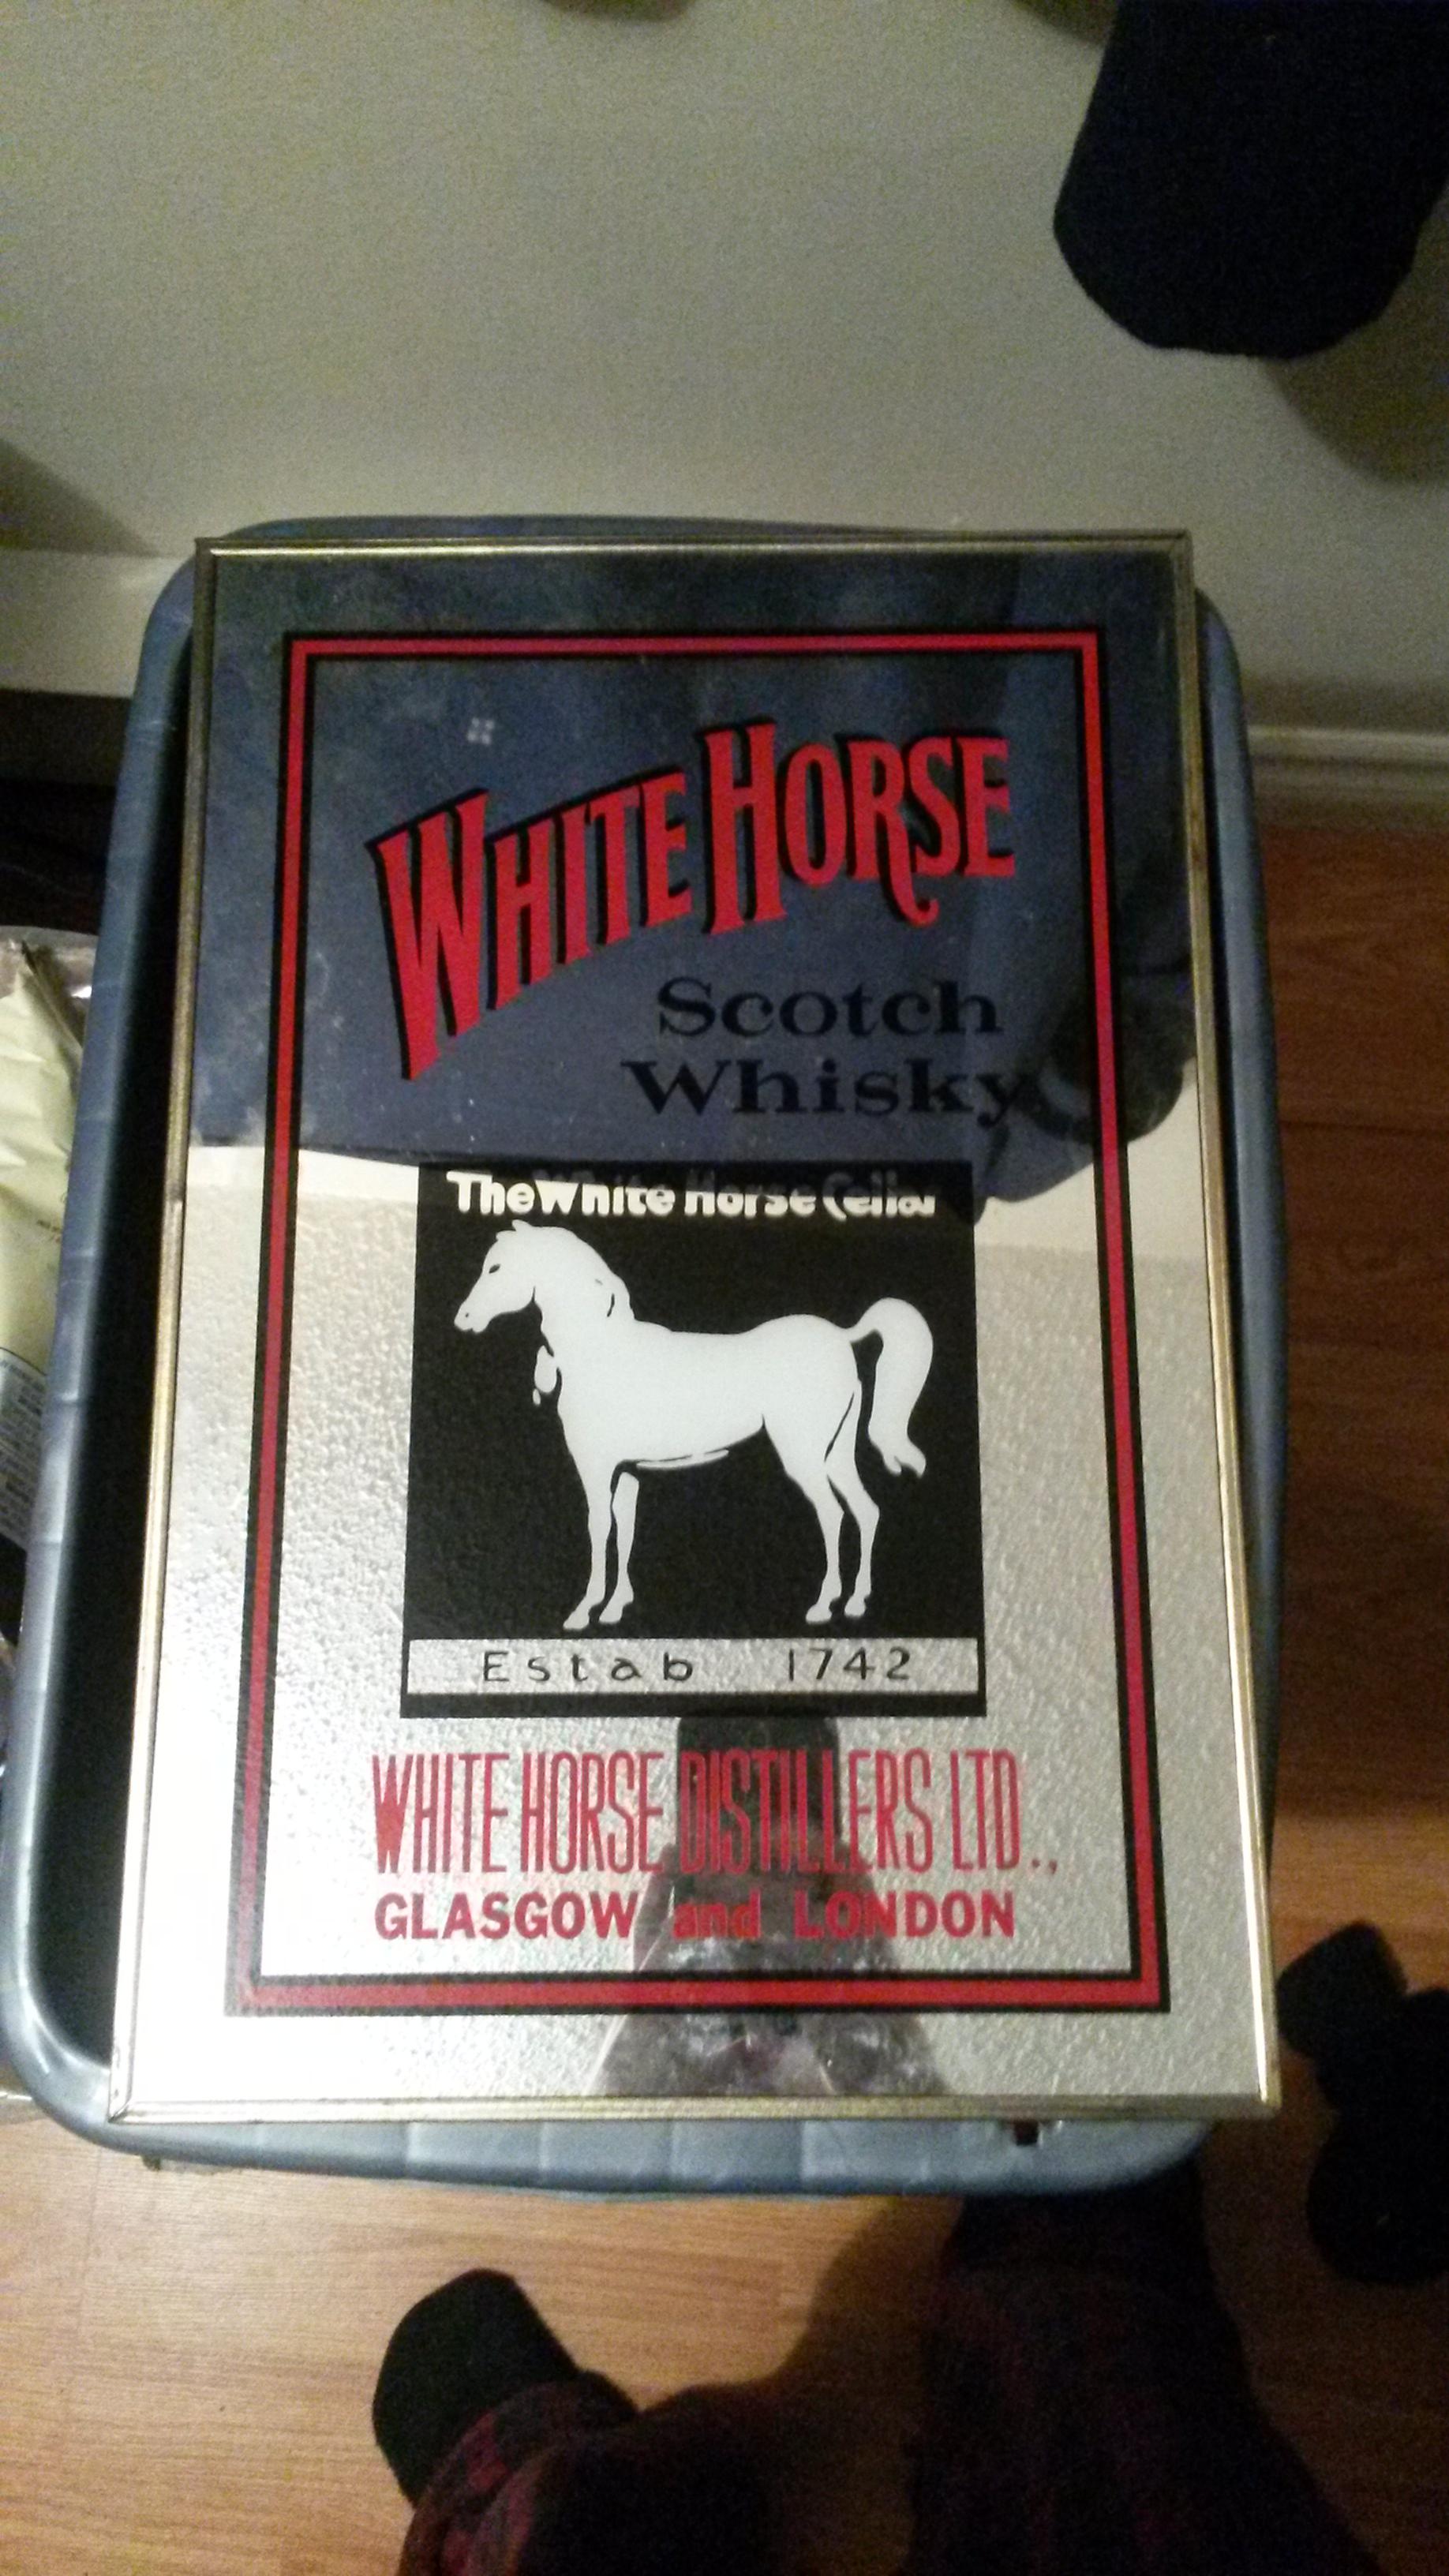 WHITE HORSE
Scotch
Whisky
The White Horse Cellar
Estab 1742
WHITE HORSE DISTILLERS LTD.,
GLASGOW and LONDON